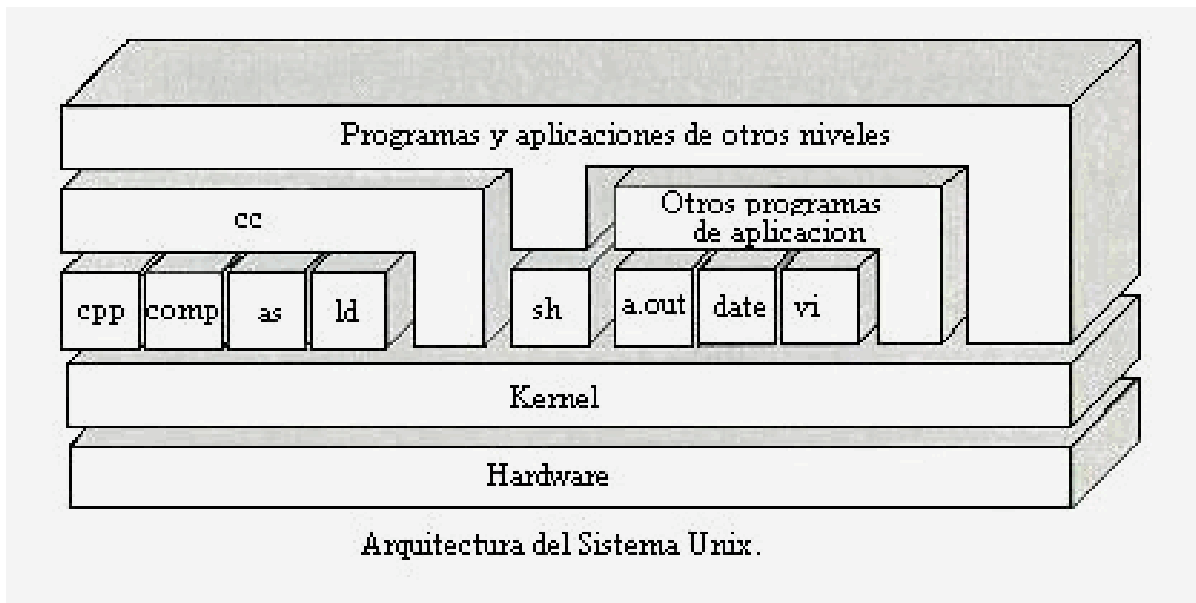 Programas y aplicaciones de otros niveles
cc
Otros programas
de aplicacion
cpp
comp
as
ld
sh
a.out
date
vi
Kernel
Hardware
Arquitectura del Sistema Unix.